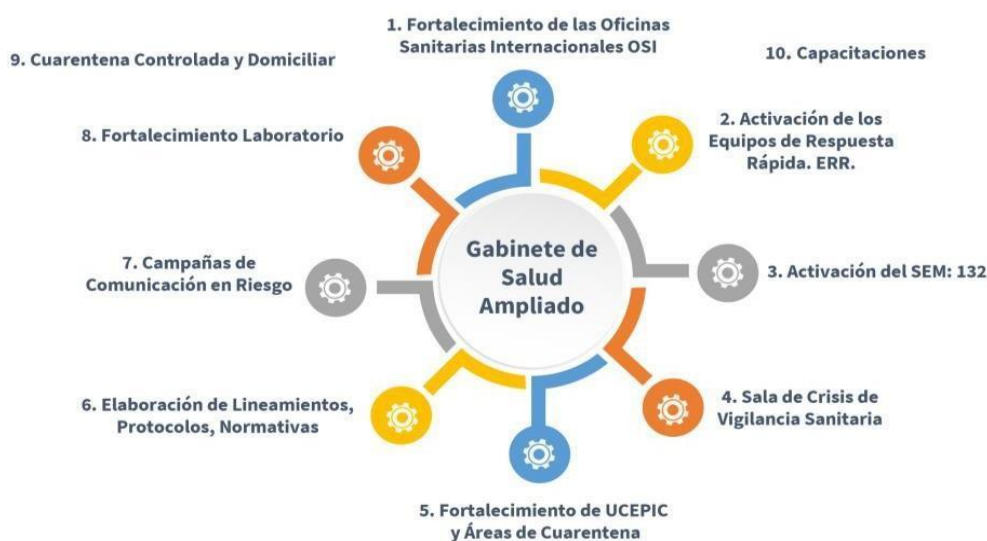 1. Fortalecimiento de las Oficinas
Sanitarias Internacionales OSI
9. Cuarentena Controlada y Domiciliar
10. Capacitaciones
8. Fortalecimiento Laboratorio
2. Activación de los
Equipos de Respuesta
Rápida. ERR.
Gabinete de
Salud
Ampliado
7. Campañas de
Comunicación en Riesgo
3. Activación del SEM: 132
6. Elaboración de Lineamientos,
Protocolos, Normativas
4. Sala de Crisis de
Vigilancia Sanitaria
5. Fortalecimiento de UCEPIC
y Áreas de Cuarentena